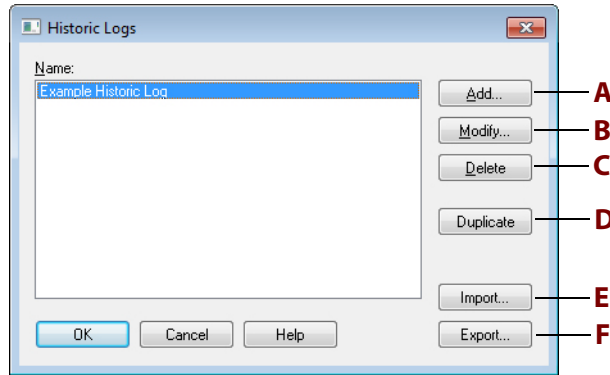 Historic Logs
Name:
Example Historic Log
Add... A
Modify... B
Delete C
Duplicate D
Import... E
OK Cancel Help Export... F